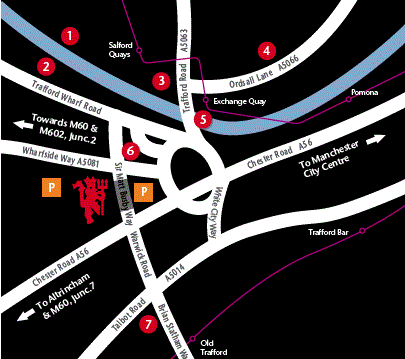 1
2
Salford
Quays
A5063
4
3
Ordsall Lane A5066
Trafford Road
Trafford Wharf Road
Exchange Quay
Pomona
5
Towards M60 &
M602, Junc.2
6
Chester Road A56
Wharfside Way A5081
To Manchester
City Centre
P
P
Sir Matt Busby Way
White City Way
Warwick Road
Trafford Bar
Chester Road A56
A5014
To Altrincham
& M60, Junc.7
Talbot Road
Brian Statham Wa
7
Old
Trafford